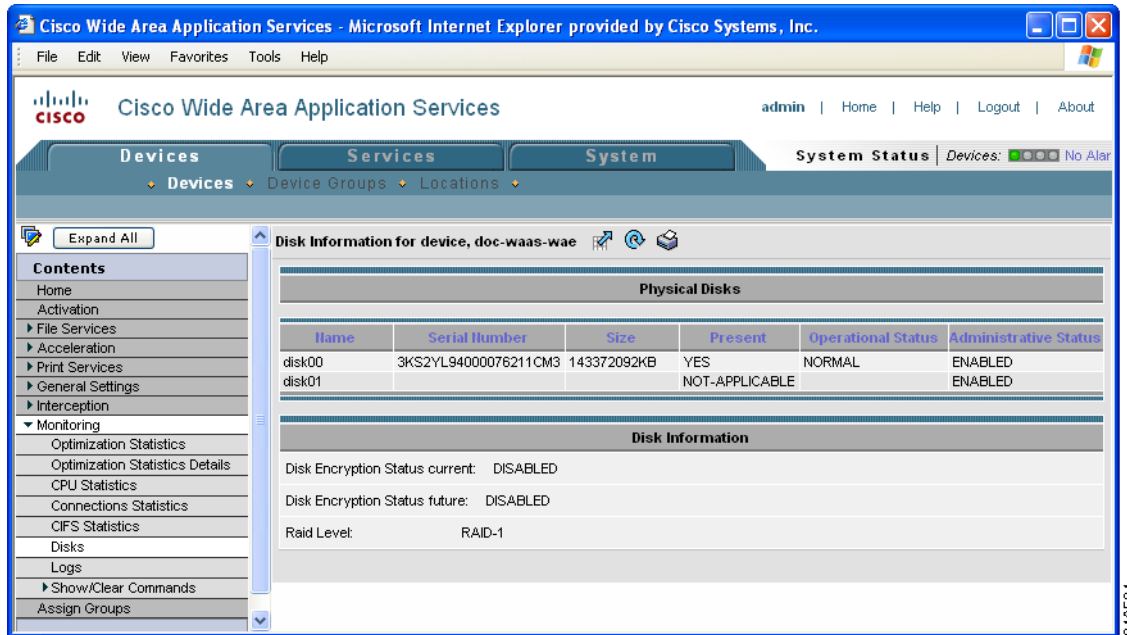 Cisco Wide Area Application Services - Microsoft Internet Explorer provided by Cisco Systems, Inc.
File Edit View Favorites Tools Help
CISCO Cisco Wide Area Application Services admin | Home | Help | Logout | About
Devices Services System System Status | Devices: No Alar
Devices Device Groups Locations
Expand All
Contents
Home
Activation
File Services
Acceleration
Print Services
General Settings
Interception
Monitoring
Optimization Statistics
Optimization Statistics Details
CPU Statistics
Connections Statistics
CIFS Statistics
Disks
Logs
Show/Clear Commands
Assign Groups
Disk Information for device, doc-waas-wae
Physical Disks
Name Serial Number Size Present Operational Status Administrative Status
disk00 3KS2YL94000076211CM3 143372092KB YES NORMAL ENABLED
disk01 NOT-APPLICABLE ENABLED
Disk Information
Disk Encryption Status current: DISABLED
Disk Encryption Status future: DISABLED
Raid Level: RAID-1